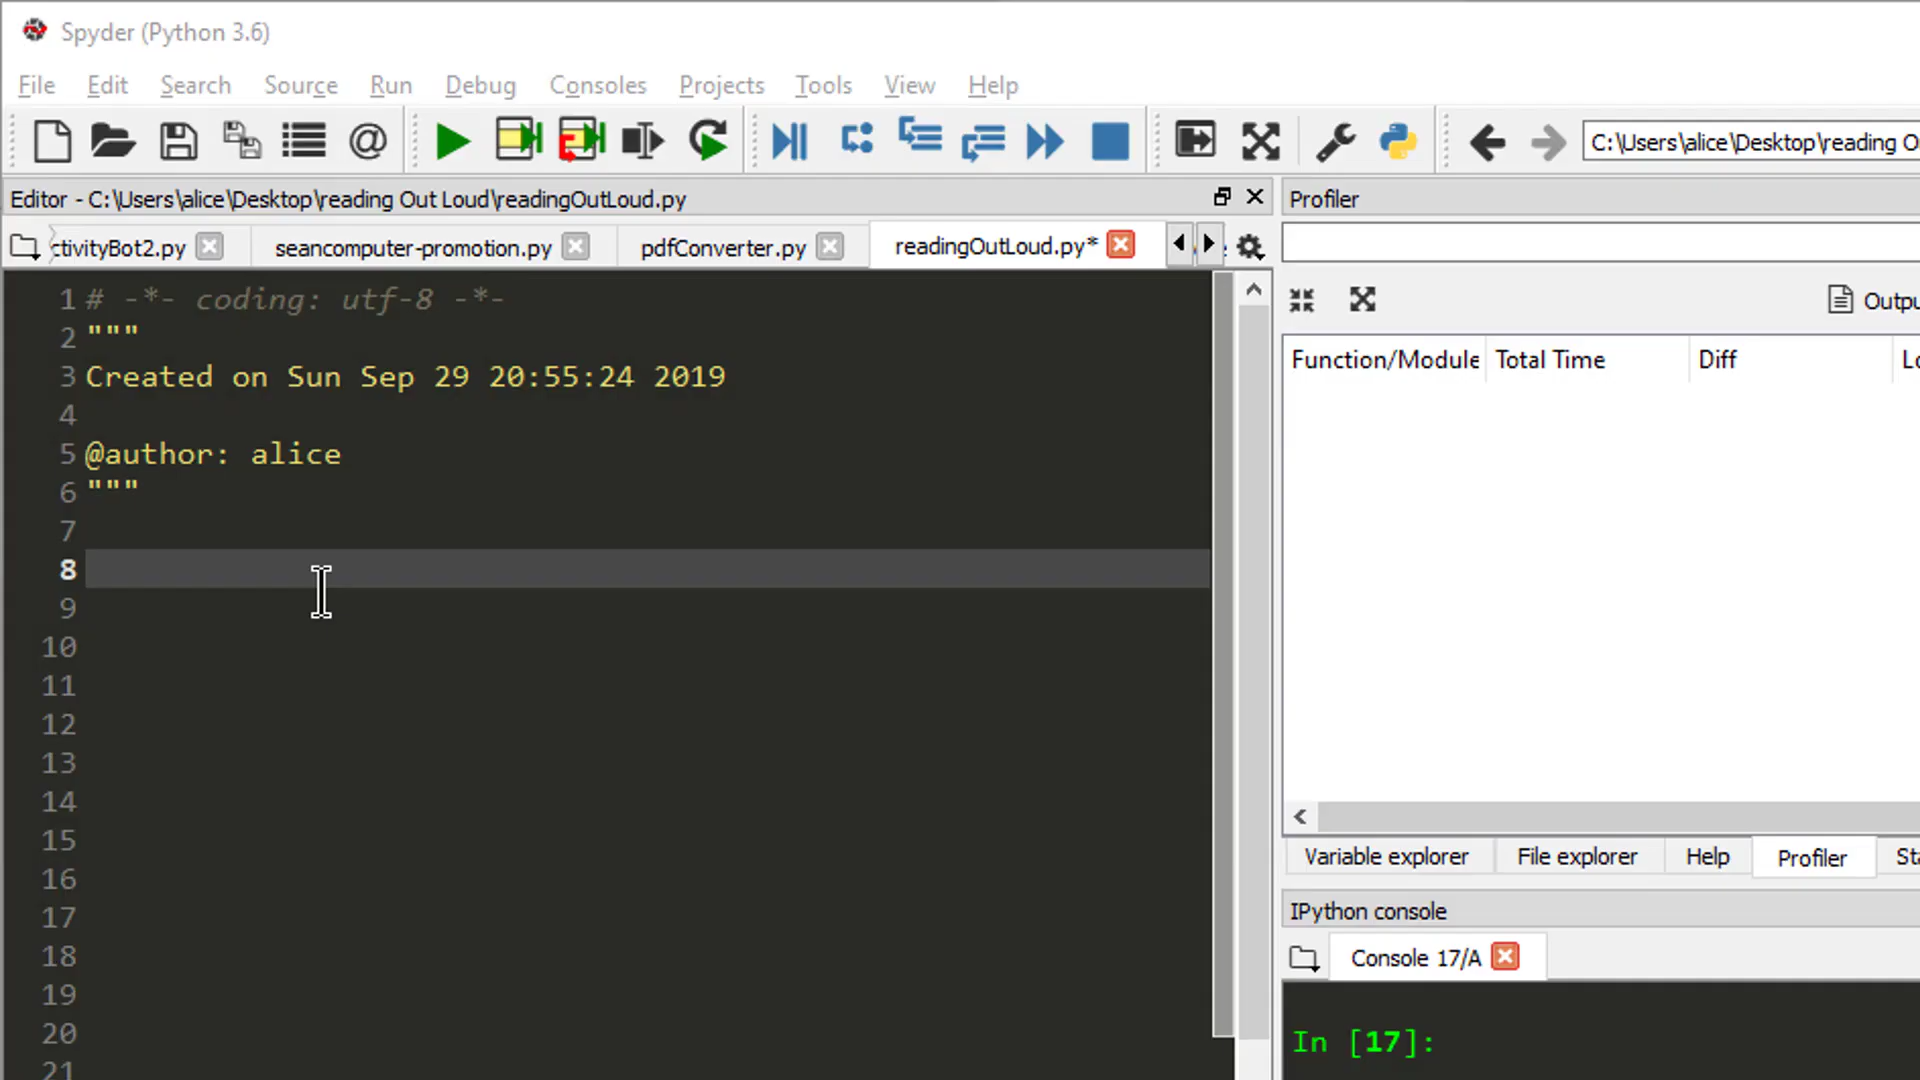 Spyder (Python 3.6)
File Edit Search Source Run Debug Consoles Projects Tools View Help
C:\Users\alice\Desktop\reading O
Editor - C:\Users\alice\Desktop\reading Out Loud\readingOutLoud.py
Profiler
ctivityBot2.py seancomputer-promotion.py pdfConverter.py readingOutLoud.py*
Outpu
Function/Module Total Time Diff Lo
1 # -*- coding: utf-8 -*-
2 """
3 Created on Sun Sep 29 20:55:24 2019
4
5 @author: alice
6 """
7
8
9
10
11
12
13
14
15
16
17
18
19
20
21
Variable explorer File explorer Help Profiler Sta
IPython console
Console 17/A
In [17]: